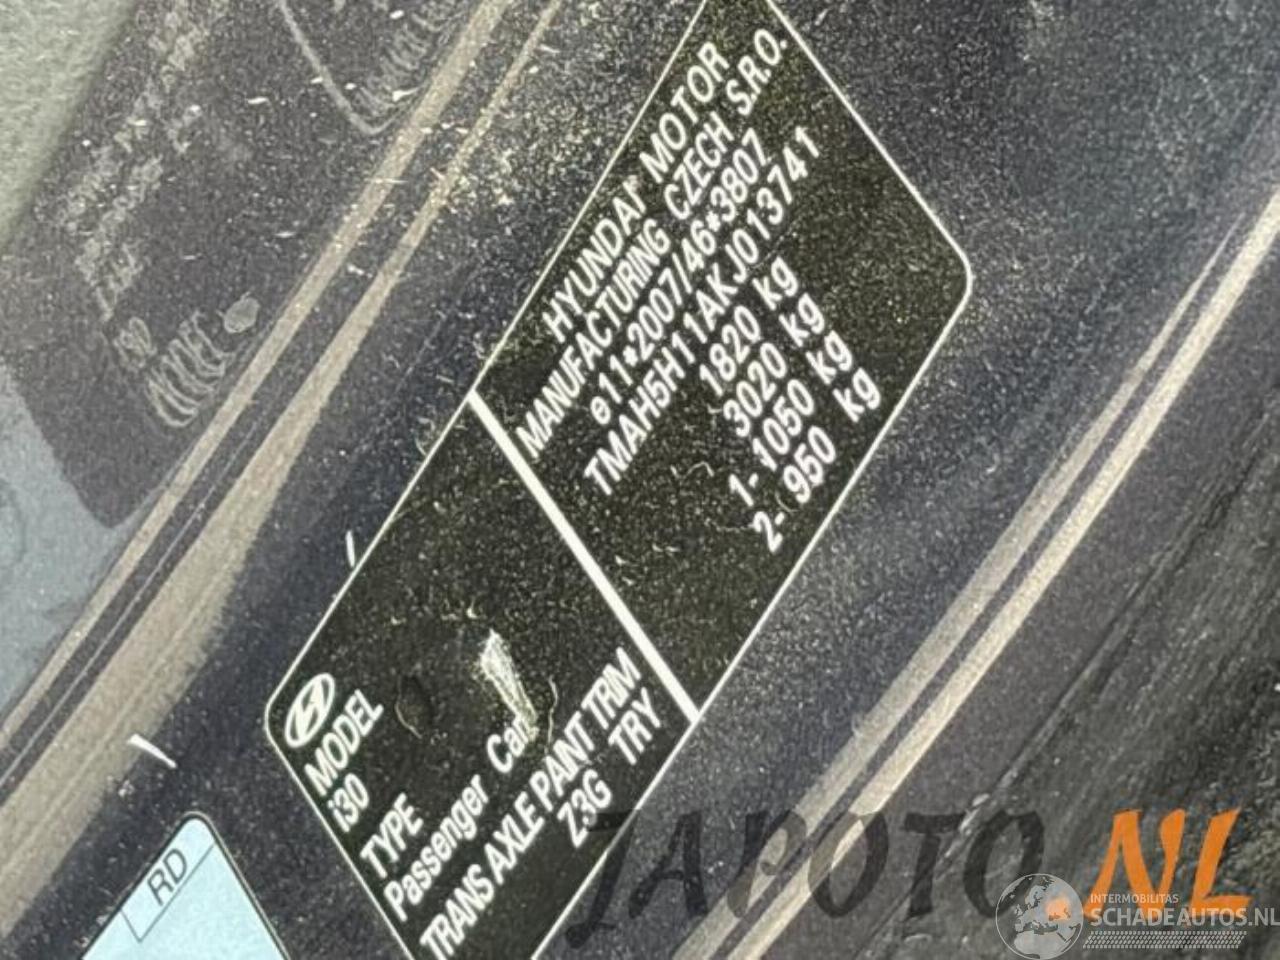 HYUNDAI MOTOR
MANUFACTURING CZECH S.R.O.
e11*2007/46*3807
TMAH5H11AKJ013741
1820 kg
3020 kg
1- 1050 kg
2- 950 kg
MODEL
i30
TYPE
Passenger Car
TRANS AXLE PAINT TRIM
Z3G TRY
RD
JAPOTO.NL
INTERMOBILITAS
SCHADEAUTOS.NL